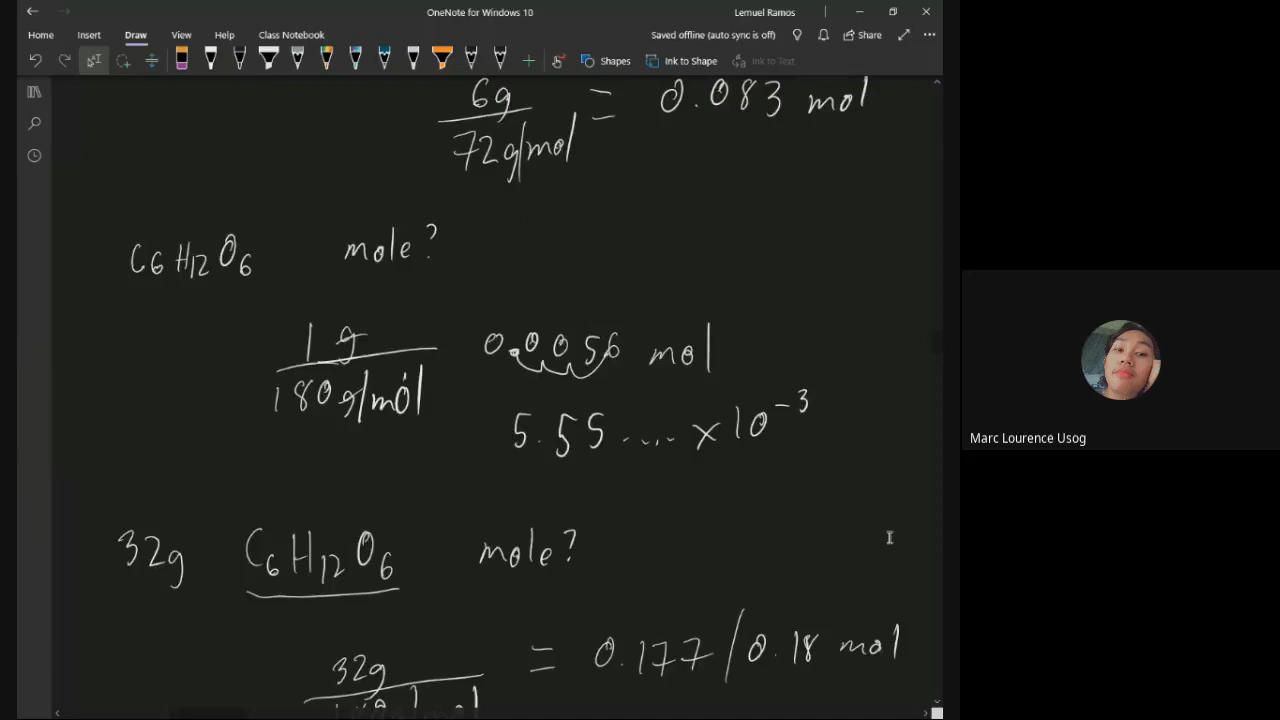 OneNote for Windows 10
Lemuel Ramos
Home Insert Draw View Help Class Notebook
Saved offline (auto sync is off)
Share
Shapes
Ink to Shape
Ink to Text
6g
72g/mol
= 0.083 mol
C6H12O6 mole?
1g
180g/mol
0.0056 mol
5.55..... ×10⁻³
32g C6H12O6 mole?
32g
= 0.177/0.18 mol
Marc Lourence Usog